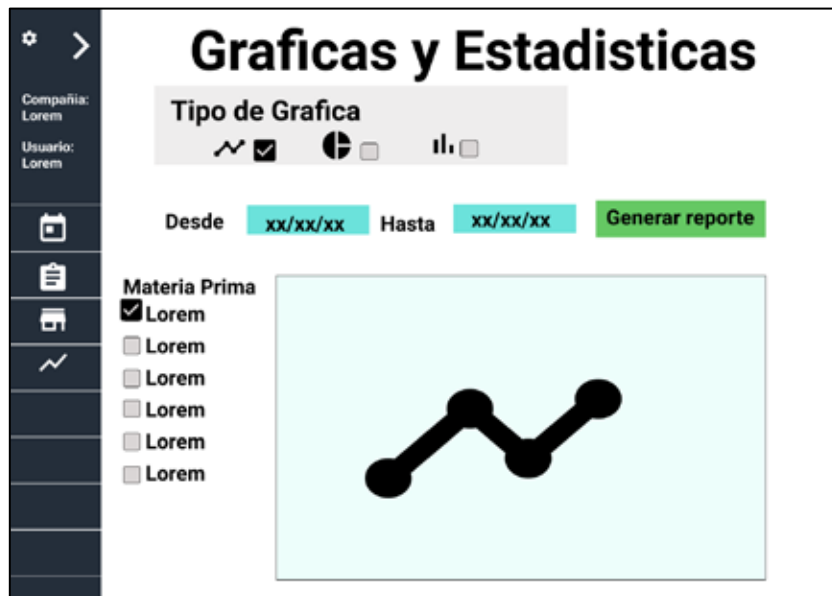 Graficas y Estadisticas
Compañia:
Lorem
Usuario:
Lorem
Tipo de Grafica
Desde xx/xx/xx Hasta xx/xx/xx Generar reporte
Materia Prima
Lorem
Lorem
Lorem
Lorem
Lorem
Lorem